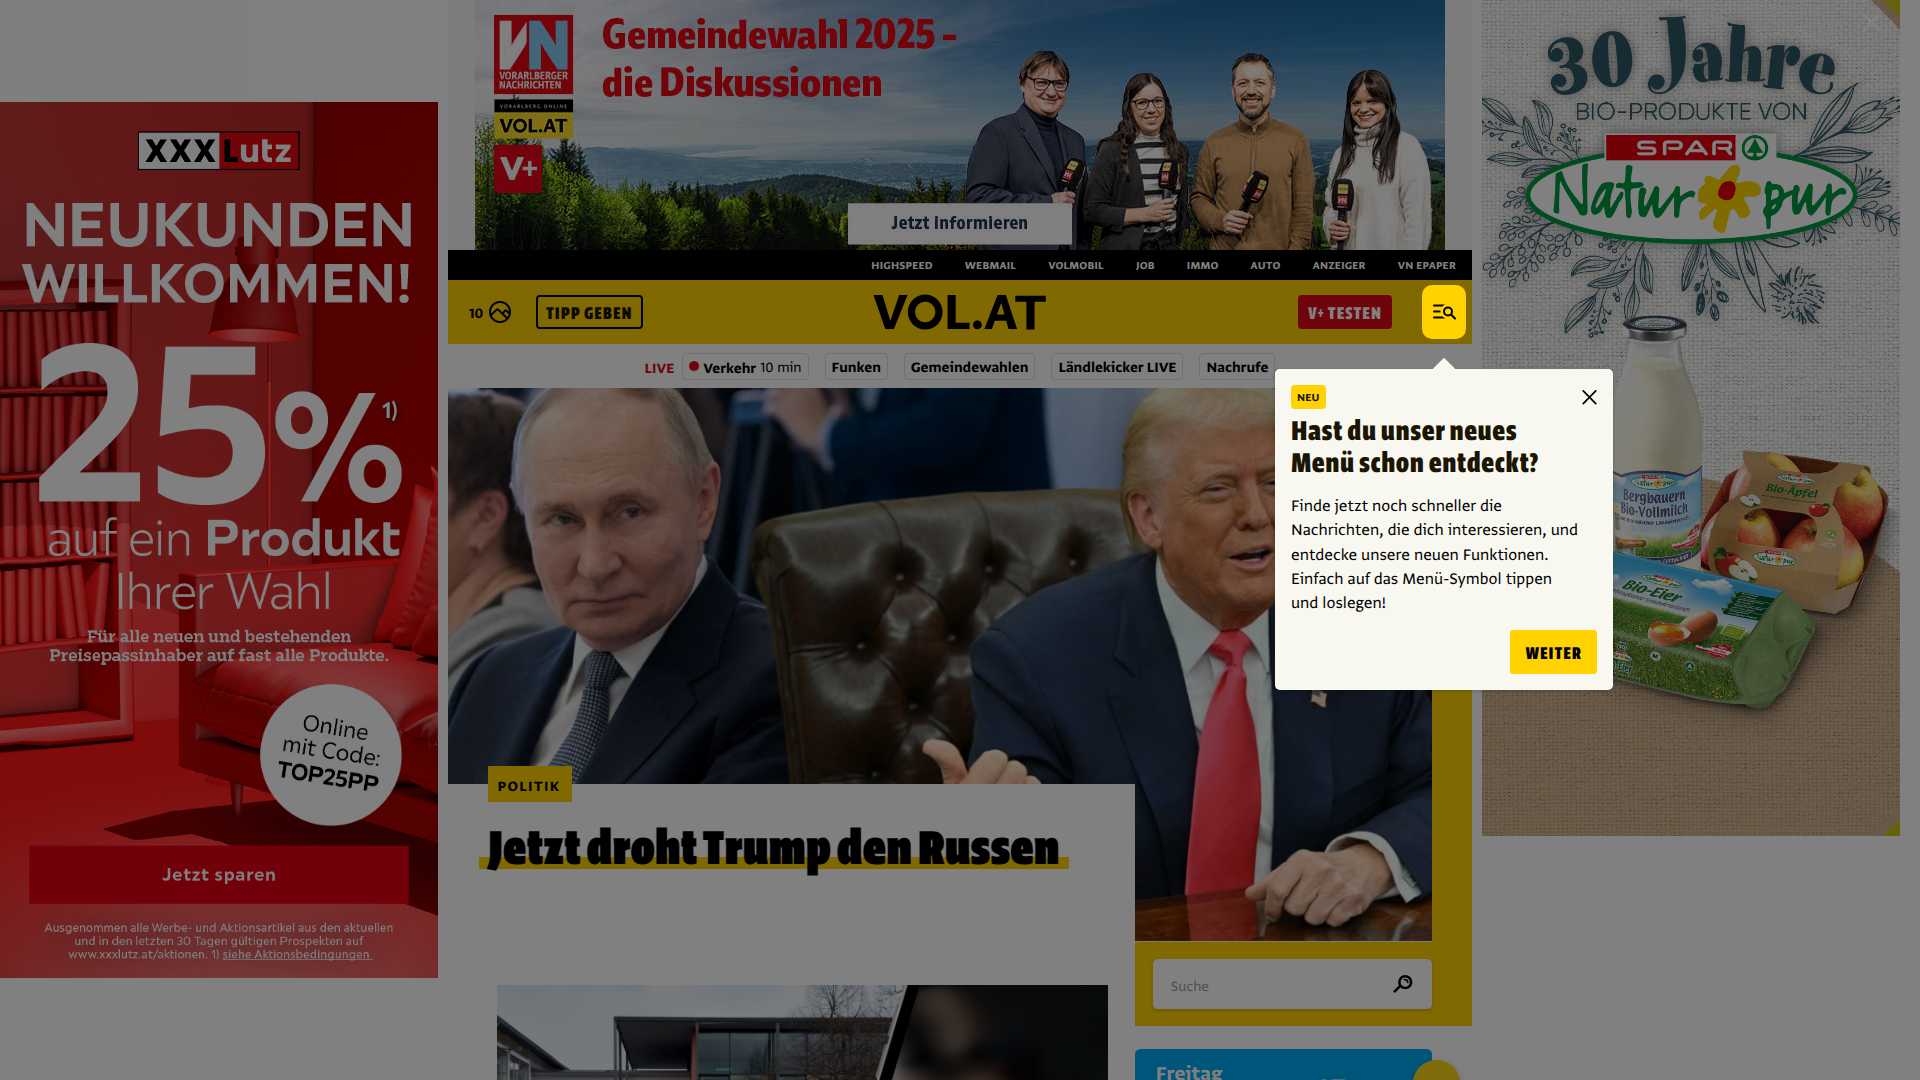 VN
VORARLBERGER
NACHRICHTEN
VORARLBERG ONLINE
VOL.AT
V+
Gemeindewahl 2025 -
die Diskussionen
Jetzt informieren
30 Jahre
BIO-PRODUKTE VON
SPAR
Natur pur
Bergbauern
Bio-Vollmilch
Bio-Äpfel
SPAR
Natur pur
Bio-Eier
XXXLutz
NEUKUNDEN
WILLKOMMEN!
25% 1)
auf ein Produkt
Ihrer Wahl
Für alle neuen und bestehenden
Preisepassinhaber auf fast alle Produkte.
Online
mit Code:
TOP25PP
Jetzt sparen
Ausgenommen alle Werbe- und Aktionsartikel aus den aktuellen
und in den letzten 30 Tagen gültigen Prospekten auf
www.xxxlutz.at/aktionen. 1) siehe Aktionsbedingungen
HIGHSPEED WEBMAIL VOLMOBIL JOB IMMO AUTO ANZEIGER VN EPAPER
10 TIPP GEBEN VOL.AT V+ TESTEN
LIVE Verkehr 10 min Funken Gemeindewahlen Ländlekicker LIVE Nachrufe
NEU
Hast du unser neues
Menü schon entdeckt?
Finde jetzt noch schneller die
Nachrichten, die dich interessieren, und
entdecke unsere neuen Funktionen.
Einfach auf das Menü-Symbol tippen
und loslegen!
WEITER
POLITIK
Jetzt droht Trump den Russen
Suche
Freitag